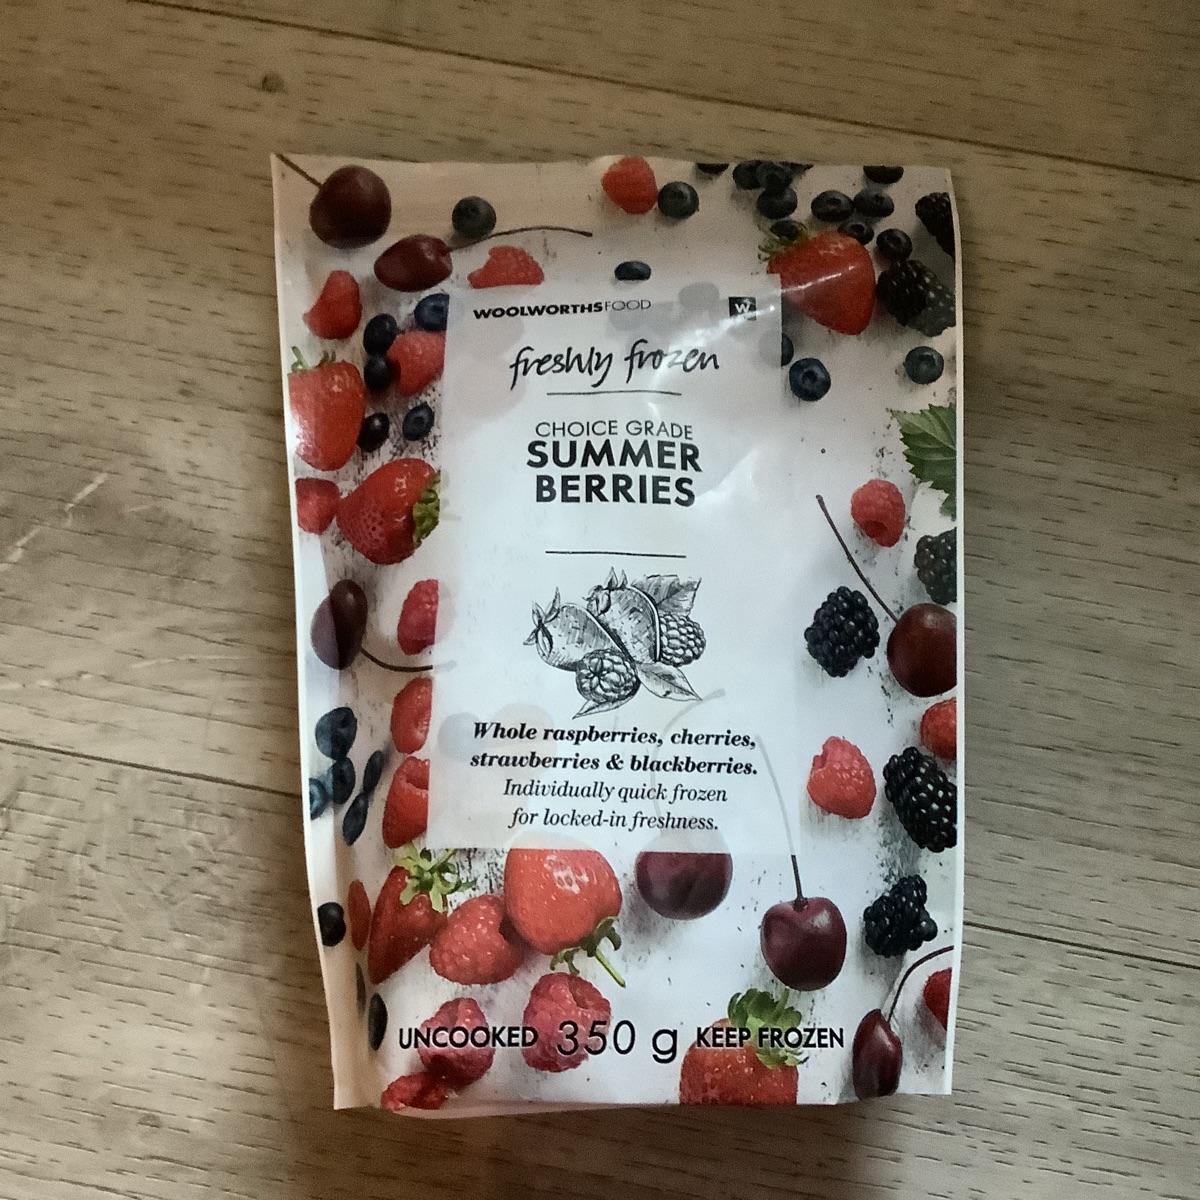 WOOLWORTHSFOOD W
freshly frozen
CHOICE GRADE
SUMMER
BERRIES
Whole raspberries, cherries,
strawberries & blackberries.
Individually quick frozen
for locked-in freshness.
UNCOOKED 350 g KEEP FROZEN